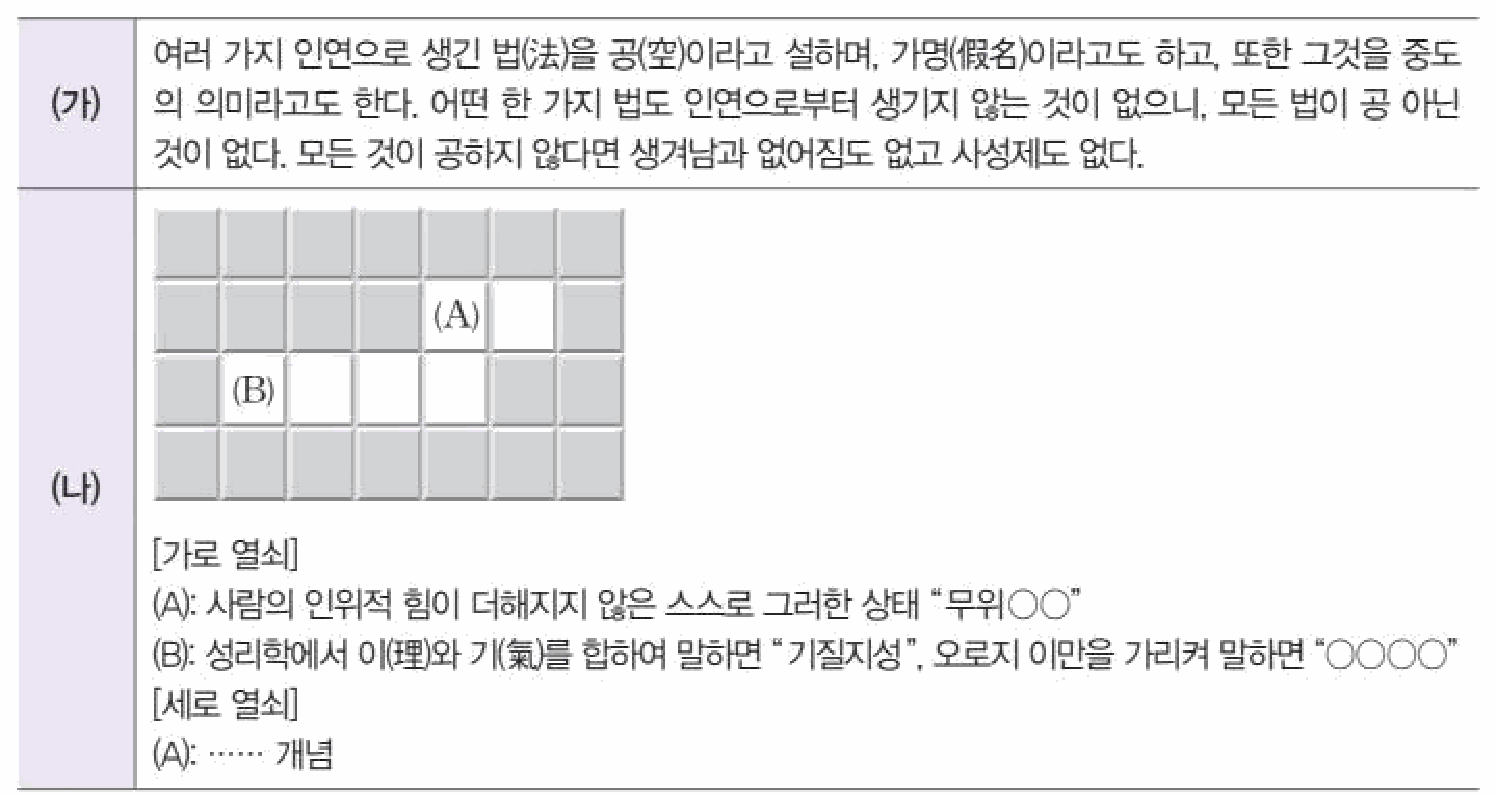 (가)
여러 가지 인연으로 생긴 법(法)을 공(空)이라고 설하며, 가명(假名)이라고도 하고, 또한 그것을 중도
의 의미라고도 한다. 어떤 한 가지 법도 인연으로부터 생기지 않는 것이 없으니, 모든 법이 공 아닌
것이 없다. 모든 것이 공하지 않다면 생겨남과 없어짐도 없고 사성제도 없다.
(나)
(A)
(B)
[가로 열쇠]
(A): 사람의 인위적 힘이 더해지지 않은 스스로 그러한 상태 “무위○○”
(B): 성리학에서 이(理)와 기(氣)를 합하여 말하면 “기질지성”, 오로지 이만을 가리켜 말하면 “○○○○”
[세로 열쇠]
(A): …… 개념